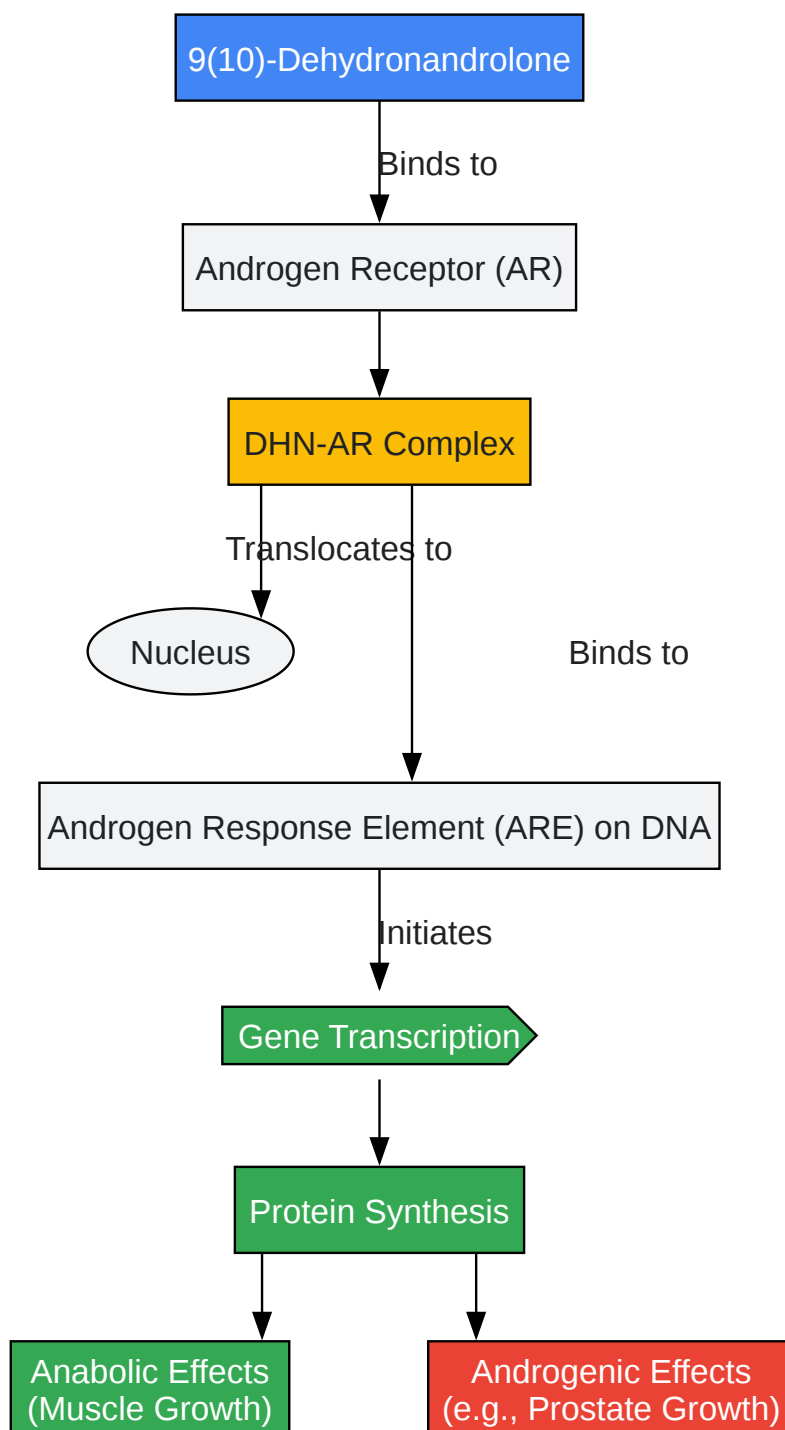 9(10)-Dehydronandrolone
Binds to
Androgen Receptor (AR)
DHN-AR Complex
Translocates to
Nucleus
Binds to
Androgen Response Element (ARE) on DNA
Initiates
Gene Transcription
Protein Synthesis
Anabolic Effects
(Muscle Growth)
Androgenic Effects
(e.g., Prostate Growth)